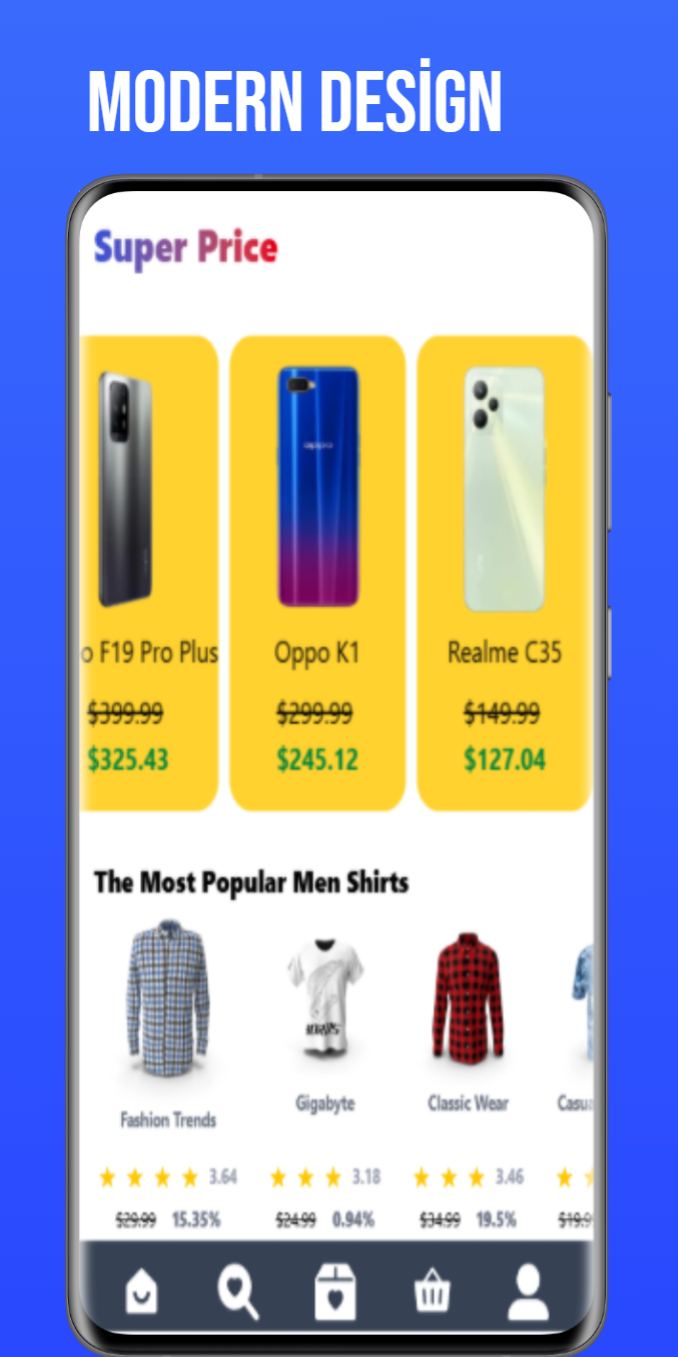 MODERN DESİGN
Super Price
oppo
o F19 Pro Plus
Oppo K1
Realme C35
$399.99
$299.99
$149.99
$325.43
$245.12
$127.04
The Most Popular Men Shirts
Fashion Trends
Gigabyte
Classic Wear
Casu
3.64
3.18
3.46
$29.99 15.35%
$24.99 0.94%
$34.99 19.5%
$19.9